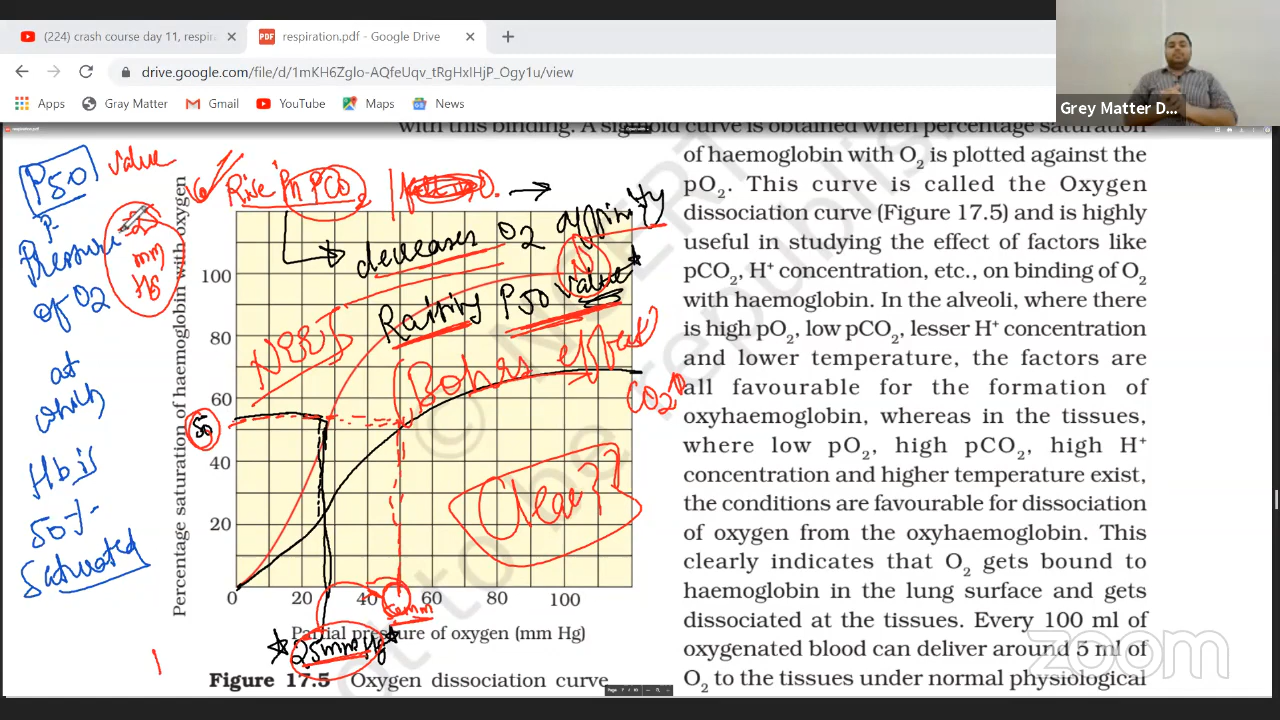 (224) crash course day 11, respir
respiration.pdf - Google Drive
drive.google.com/file/d/1mKH6Zglo-AQfeUqv_tRgHxIHjP_Ogy1u/view
Apps
Gray Matter
Gmail
YouTube
Maps
News
Grey Matter D...
with this binding. A sigmoid curve is obtained when percentage saturation
of haemoglobin with O2 is plotted against the
pO2. This curve is called the Oxygen
dissociation curve (Figure 17.5) and is highly
useful in studying the effect of factors like
pCO2, H+ concentration, etc., on binding of O2
with haemoglobin. In the alveoli, where there
is high pO2, low pCO2, lesser H+ concentration
and lower temperature, the factors are
all favourable for the formation of
oxyhaemoglobin, whereas in the tissues,
where low pO2, high pCO2, high H+
concentration and higher temperature exist,
the conditions are favourable for dissociation
of oxygen from the oxyhaemoglobin. This
clearly indicates that O2 gets bound to
haemoglobin in the lung surface and gets
dissociated at the tissues. Every 100 ml of
oxygenated blood can deliver around 5 ml of
O2 to the tissues under normal physiological
P50 value
Pressure
of O2
at
which
Hb is
50%
Saturated
25
mm
Hg
Rise in PCO2
decreases O2 affinity
Raising P50 value
Bohrs effect
CO2
Clear??
Percentage saturation of haemoglobin with oxygen
100
80
60
50
40
20
0
20
40
60
80
100
Partial pressure of oxygen (mm Hg)
25mmHg
Figure 17.5 Oxygen dissociation curve
zoom